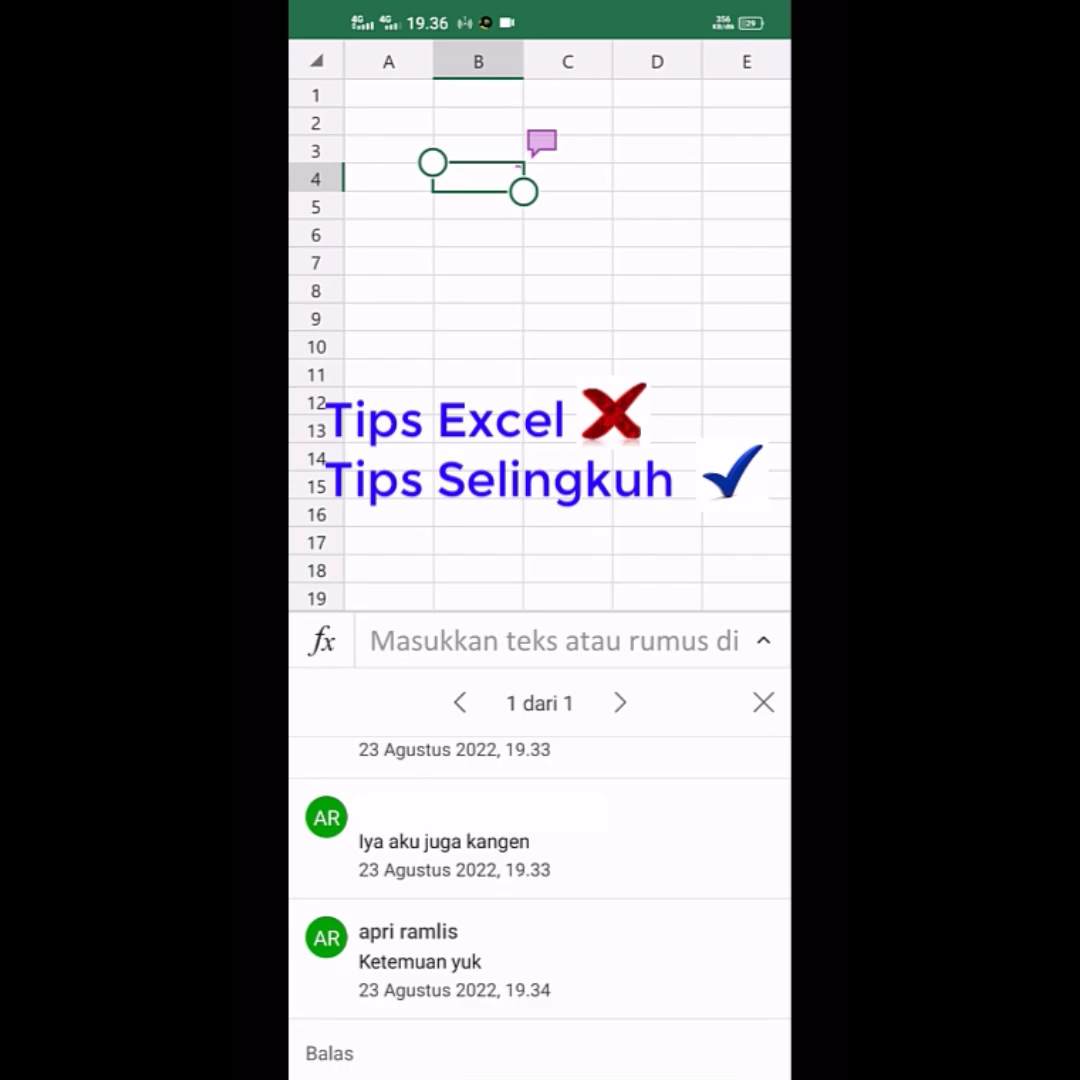 4G 4G 19.36 29
A B C D E
1
2
3
4
5
6
7
8
9
10
11
12
13
14
15
16
17
18
19
Tips Excel
Tips Selingkuh
fx Masukkan teks atau rumus di
1 dari 1
23 Agustus 2022, 19.33
AR
Iya aku juga kangen
23 Agustus 2022, 19.33
AR apri ramlis
Ketemuan yuk
23 Agustus 2022, 19.34
Balas